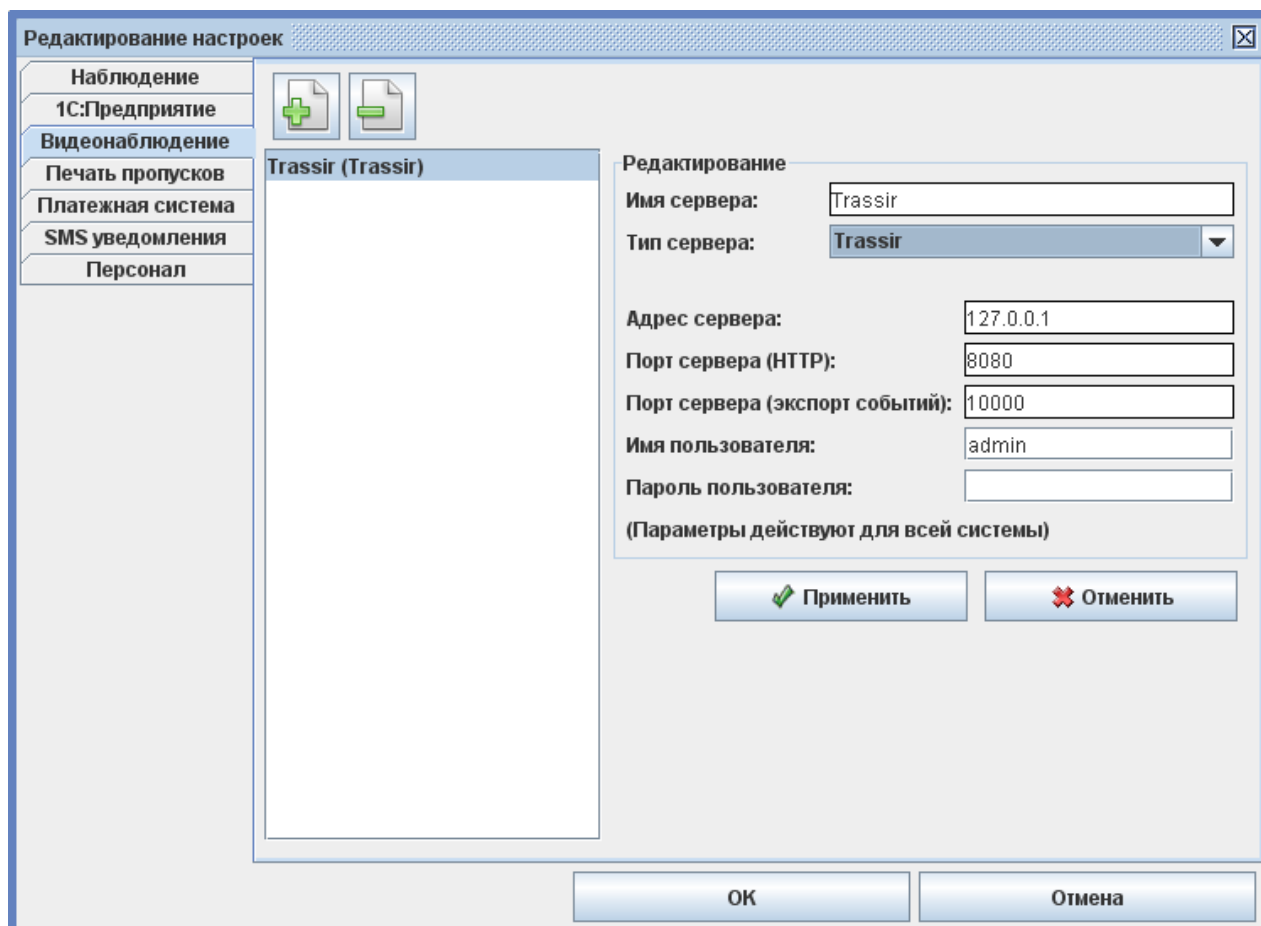 Редактирование настроек
Наблюдение
1С:Предприятие
Видеонаблюдение
Печать пропусков
Платежная система
SMS уведомления
Персонал
Trassir (Trassir)
Редактирование
Имя сервера: Trassir
Тип сервера: Trassir
Адрес сервера: 127.0.0.1
Порт сервера (HTTP): 8080
Порт сервера (экспорт событий): 10000
Имя пользователя: admin
Пароль пользователя:
(Параметры действуют для всей системы)
Применить Отменить
ОК Отмена